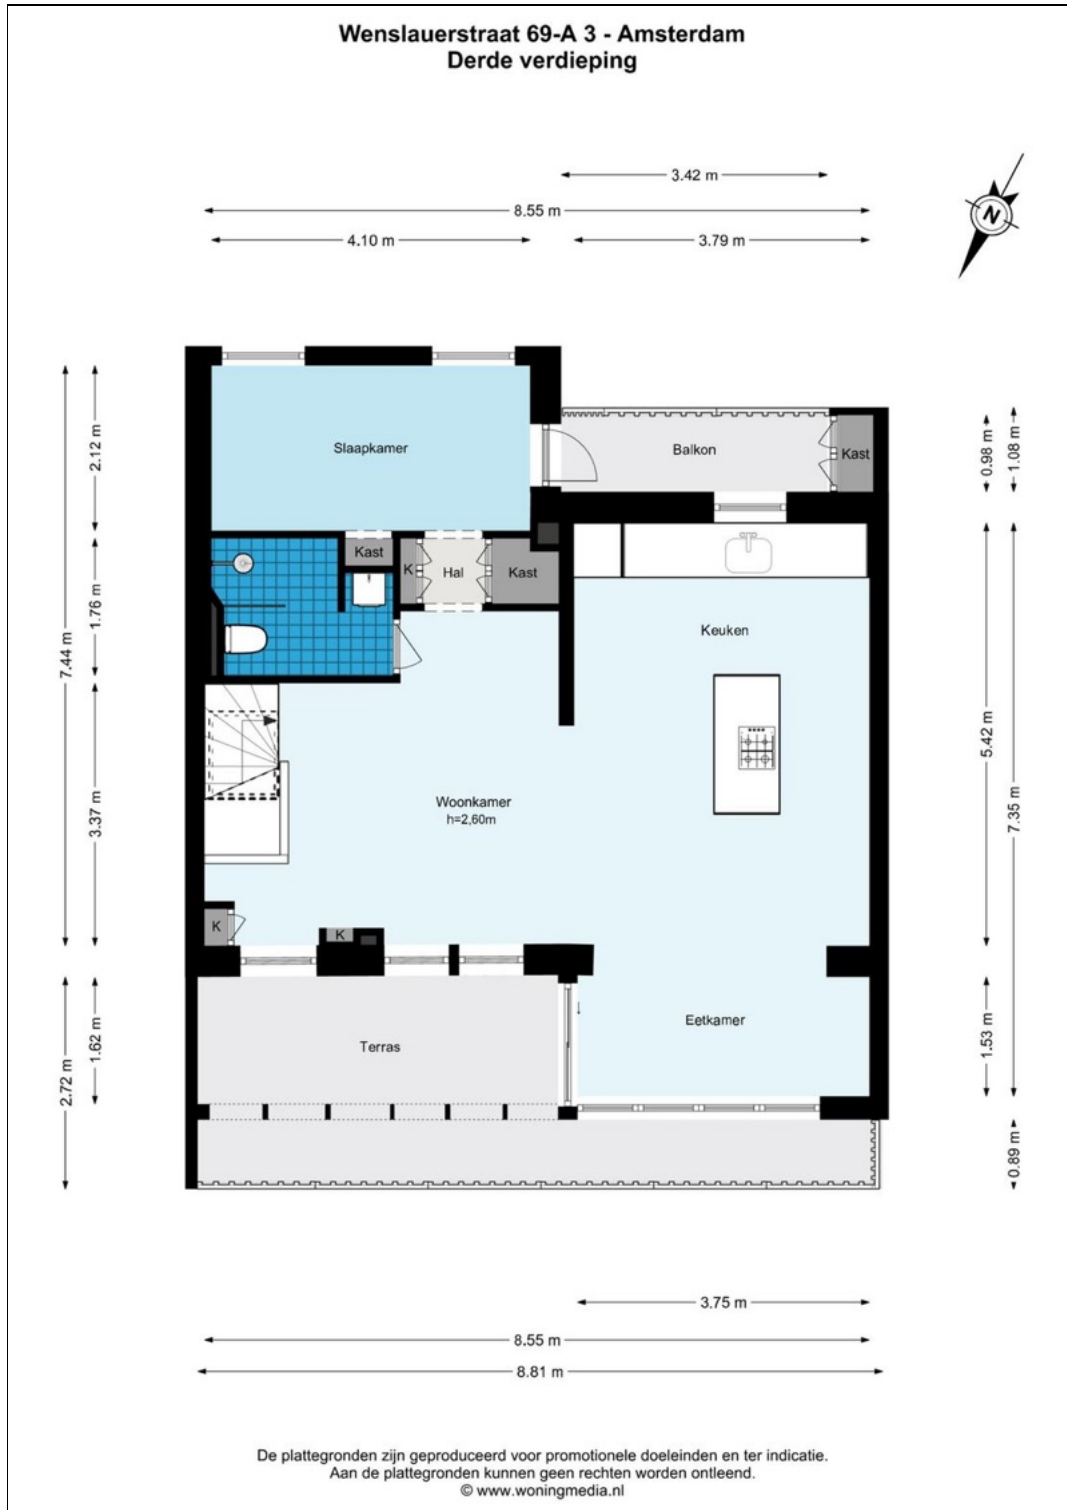 Wenslauerstraat 69-A 3 - Amsterdam
Derde verdieping
3.42 m
8.55 m
4.10 m
3.79 m
N
Slaapkamer
Balkon
Kast
2.12 m
0.98 m
1.08 m
Kast
K
Hal
Kast
1.76 m
Keuken
7.44 m
5.42 m
Woonkamer
h=2,60m
3.37 m
7.35 m
K
K
Eetkamer
Terras
1.62 m
1.53 m
2.72 m
0.89 m
3.75 m
8.55 m
8.81 m
De plattegronden zijn geproduceerd voor promotionele doeleinden en ter indicatie.
Aan de plattegronden kunnen geen rechten worden ontleend.
© www.woningmedia.nl